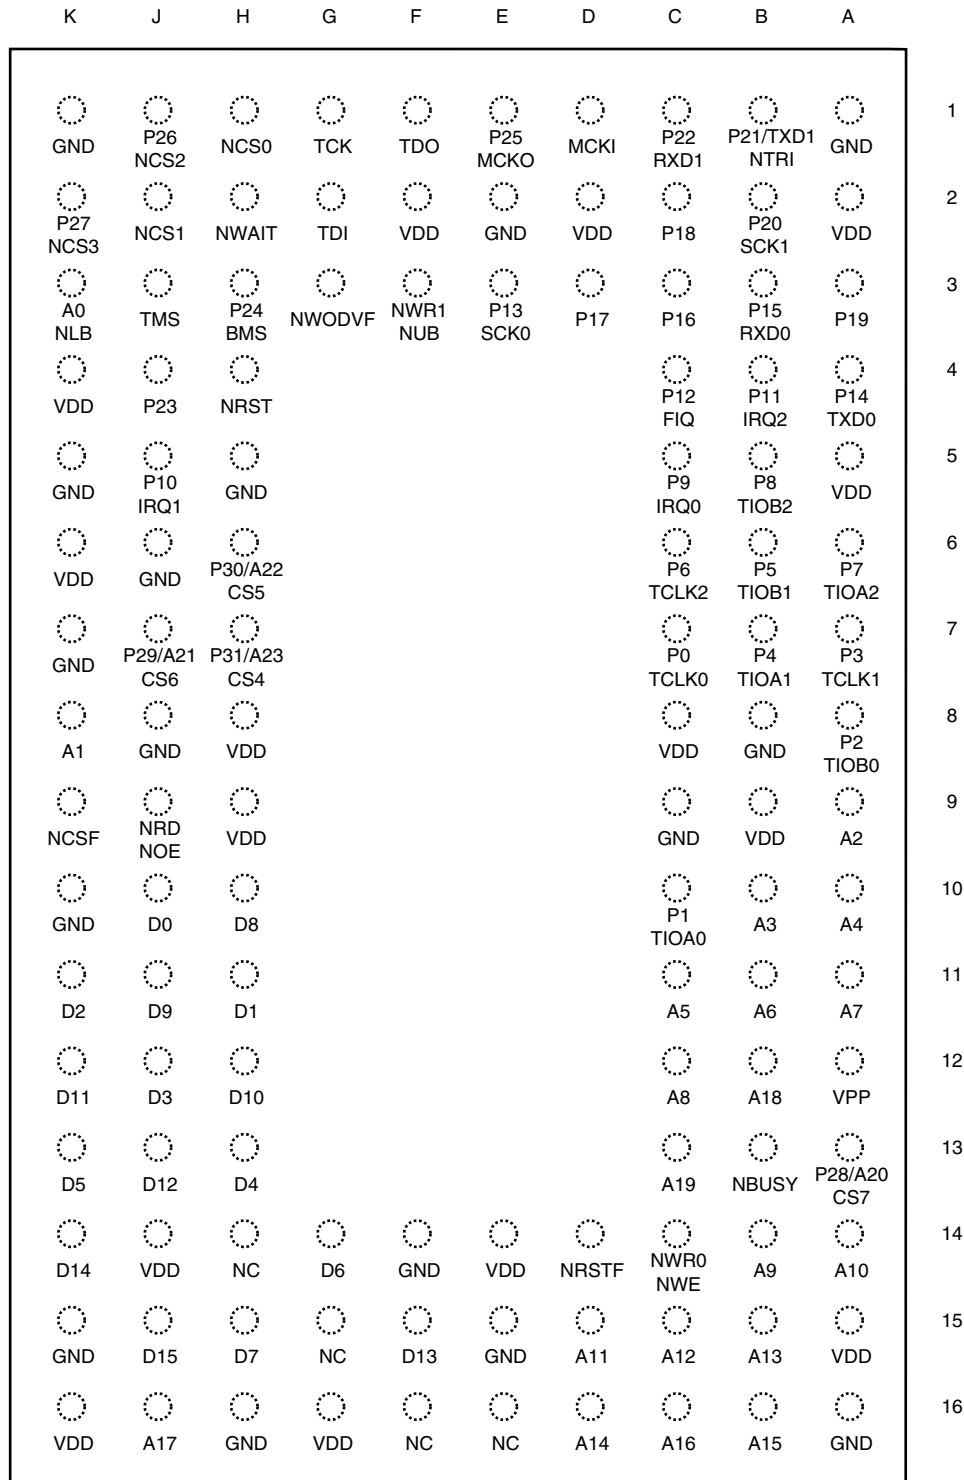 K J H G F E D C B A
1
GND P26 NCS0 TCK TDO P25 MCKI P22 P21/TXD1 GND
NCS2 MCKO RXD1 NTRI
2
P27 NCS1 NWAIT TDI VDD GND VDD P18 P20 VDD
NCS3 SCK1
3
A0 TMS P24 NWODVF NWR1 P13 P17 P16 P15 P19
NLB BMS NUB SCK0 RXD0
4
VDD P23 NRST P12 P11 P14
FIQ IRQ2 TXD0
5
GND P10 GND P9 P8 VDD
IRQ1 IRQ0 TIOB2
6
VDD GND P30/A22 P6 P5 P7
CS5 TCLK2 TIOB1 TIOA2
7
GND P29/A21 P31/A23 P0 P4 P3
CS6 CS4 TCLK0 TIOA1 TCLK1
8
A1 GND VDD VDD GND P2
TIOB0
9
NCSF NRD VDD GND VDD A2
NOE
10
GND D0 D8 P1 A3 A4
TIOA0
11
D2 D9 D1 A5 A6 A7
12
D11 D3 D10 A8 A18 VPP
13
D5 D12 D4 A19 NBUSY P28/A20
CS7
14
D14 VDD NC D6 GND VDD NRSTF NWR0 A9 A10
NWE
15
GND D15 D7 NC D13 GND A11 A12 A13 VDD
16
VDD A17 GND VDD NC NC A14 A16 A15 GND